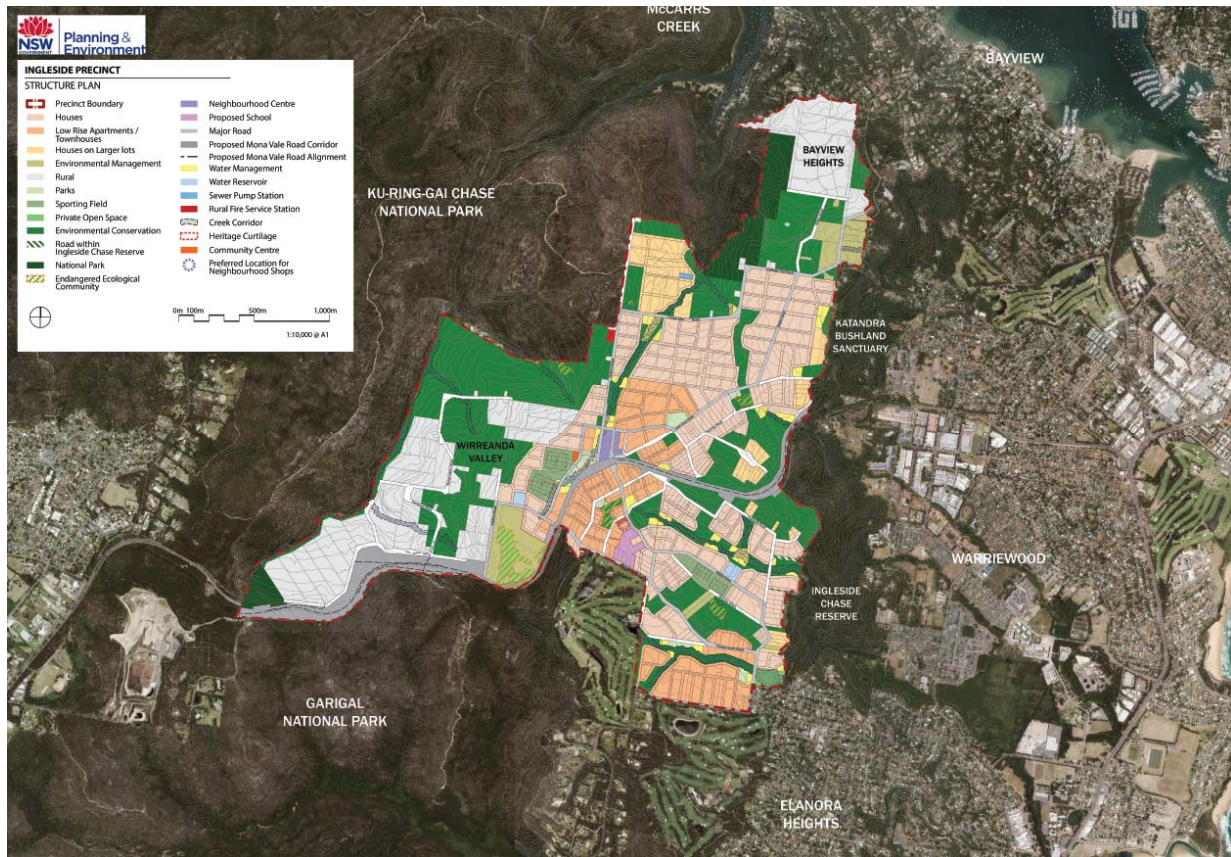 McCARRS
CREEK
NSW
GOVERNMENT
Planning &
Environment
INGLESIDE PRECINCT
STRUCTURE PLAN
Precinct Boundary
Houses
Low Rise Apartments /
Townhouses
Houses on Larger lots
Environmental Management
Rural
Parks
Sporting Field
Private Open Space
Environmental Conservation
Road within
Ingleside Chase Reserve
National Park
Endangered Ecological
Community
Neighbourhood Centre
Proposed School
Major Road
Proposed Mona Vale Road Corridor
Proposed Mona Vale Road Alignment
Water Management
Water Reservoir
Sewer Pump Station
Rural Fire Service Station
Creek Corridor
Heritage Curtilage
Community Centre
Preferred Location for
Neighbourhood Shops
0m 100m 500m 1,000m
1:10,000 @ A1
BAYVIEW
BAYVIEW
HEIGHTS
KU-RING-GAI CHASE
NATIONAL PARK
KATANDRA
BUSHLAND
SANCTUARY
WIRREANDA
VALLEY
WARRIEWOOD
INGLESIDE
CHASE
RESERVE
GARIGAL
NATIONAL PARK
ELANORA
HEIGHTS